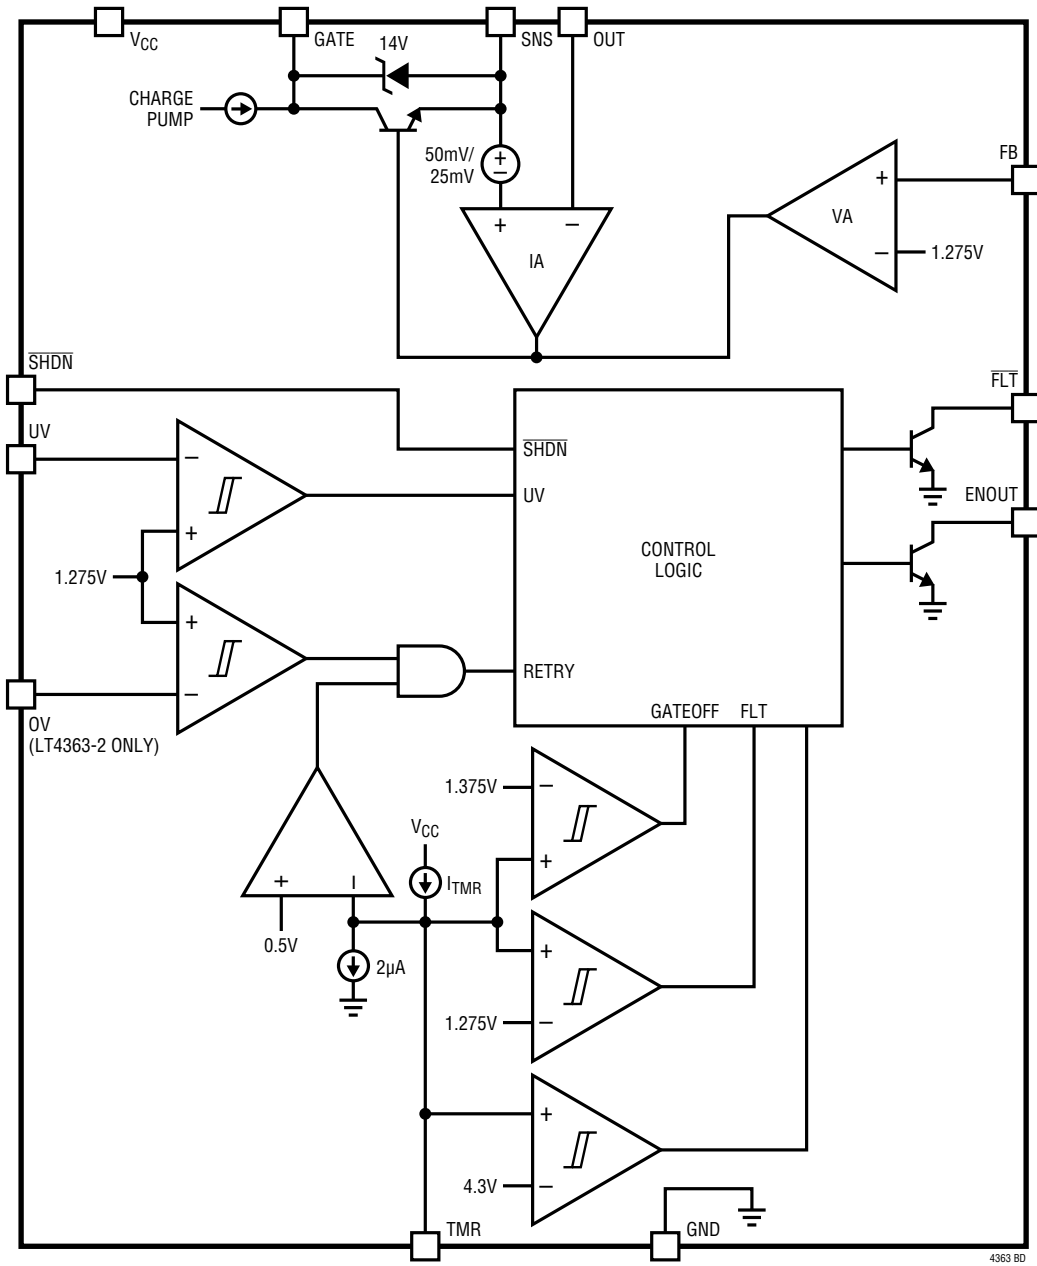 VCC
GATE
SNS
OUT
14V
CHARGE
PUMP
50mV/
25mV
+
−
+
−
IA
FB
+
VA
−
1.275V
SHDN
UV
−
+
1.275V
+
−
OV
(LT4363-2 ONLY)
SHDN
UV
CONTROL
LOGIC
RETRY
GATEOFF
FLT
FLT
ENOUT
1.375V
−
+
VCC
ITMR
+
−
0.5V
2µA
+
1.275V
−
+
4.3V
−
TMR
GND
4363 BD